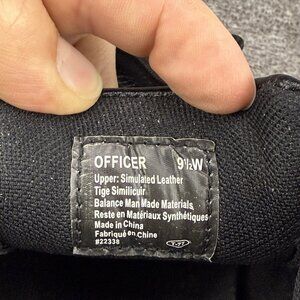 OFFICER 9½W
Upper: Simulated Leather
Tige Similicuir
Balance Man Made Materials
Reste en Matériaux Synthétiques
Made in China
Fabriqué en Chine
#22338